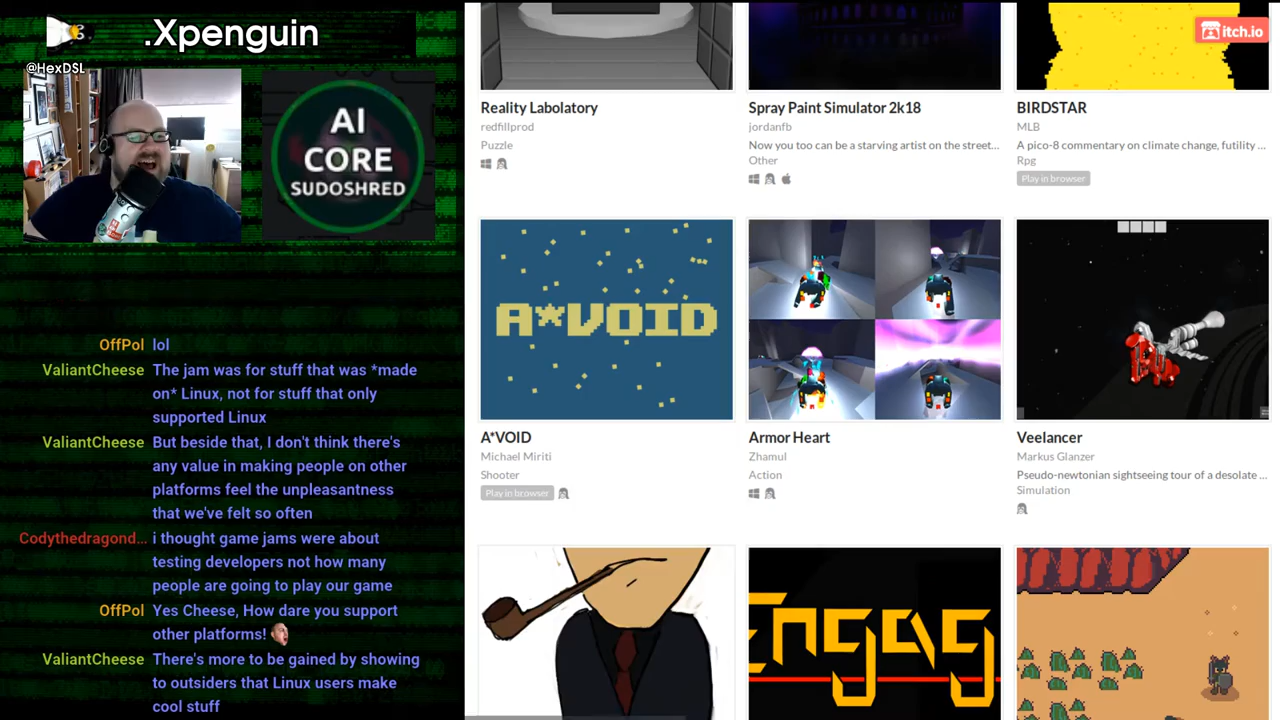 .Xpenguin
@HexDSL
AI
CORE
SUDOSHRED
OffPol lol
ValiantCheese The jam was for stuff that was *made
on* Linux, not for stuff that only
supported Linux
ValiantCheese But beside that, I don't think there's
any value in making people on other
platforms feel the unpleasantness
that we've felt so often
Codythedragond... i thought game jams were about
testing developers not how many
people are going to play our game
OffPol Yes Cheese, How dare you support
other platforms!
ValiantCheese There's more to be gained by showing
to outsiders that Linux users make
cool stuff
itch.io
Reality Labolatory
redfillprod
Puzzle
Spray Paint Simulator 2k18
jordanfb
Now you too can be a starving artist on the street...
Other
BIRDSTAR
MLB
A pico-8 commentary on climate change, futility ...
Rpg
Play in browser
A*VOID
A*VOID
Michael Miriti
Shooter
Play in browser
Armor Heart
Zhamul
Action
Veelancer
Markus Glanzer
Pseudo-newtonian sightseeing tour of a desolate ...
Simulation
Engag